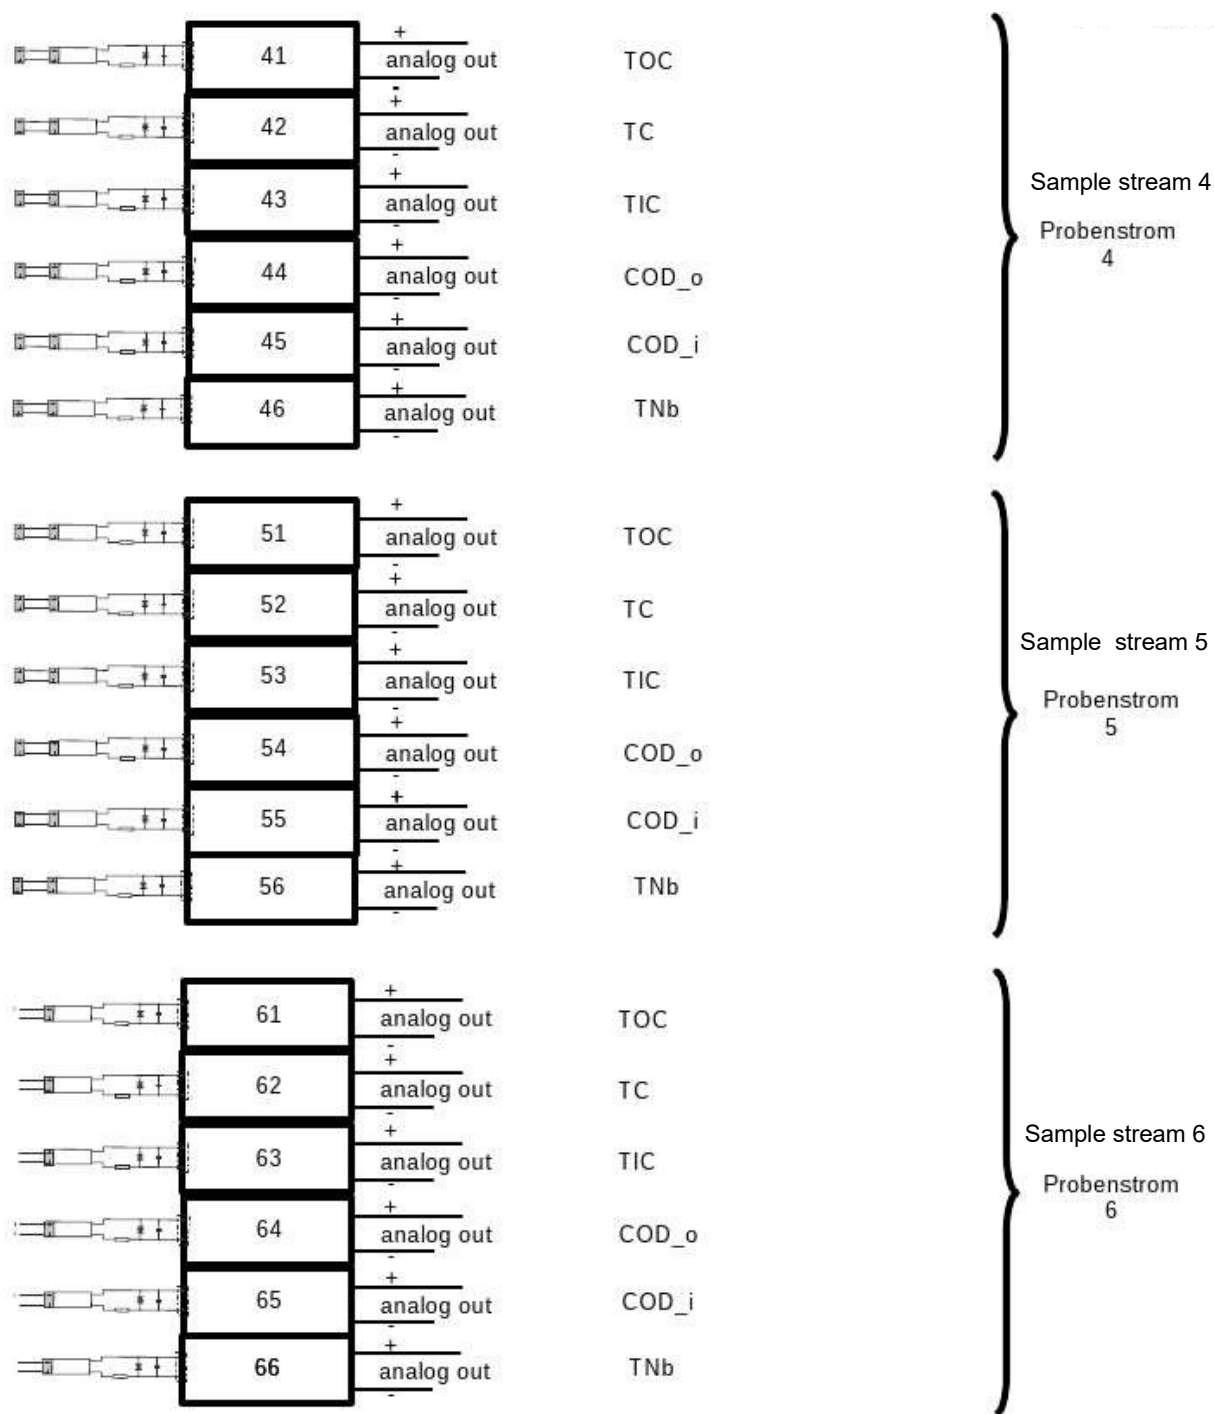 +
41 analog out TOC
-
+
42 analog out TC
-
+
43 analog out TIC
-
+
44 analog out COD_o
-
+
45 analog out COD_i
-
+
46 analog out TNb
-
Sample stream 4
Probenstrom
4
+
51 analog out TOC
-
+
52 analog out TC
-
+
53 analog out TIC
-
+
54 analog out COD_o
-
+
55 analog out COD_i
-
+
56 analog out TNb
-
Sample stream 5
Probenstrom
5
+
61 analog out TOC
-
+
62 analog out TC
-
+
63 analog out TIC
-
+
64 analog out COD_o
-
+
65 analog out COD_i
-
+
66 analog out TNb
-
Sample stream 6
Probenstrom
6